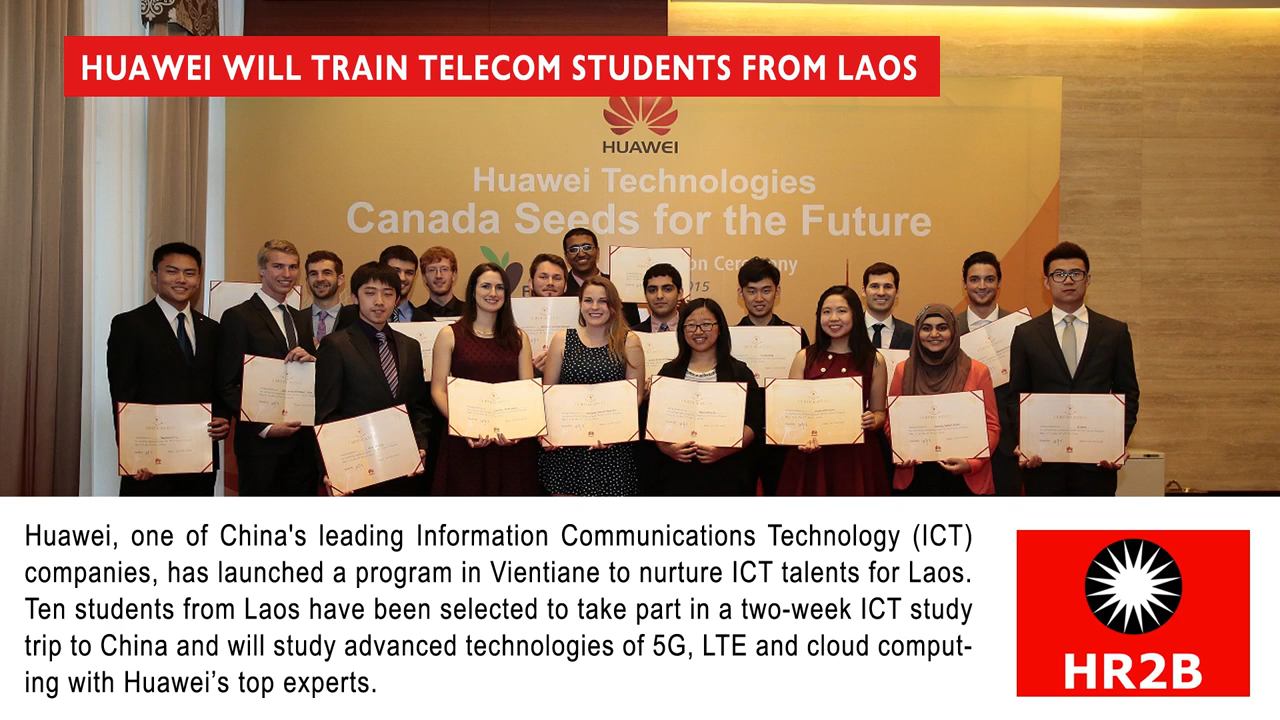 HUAWEI WILL TRAIN TELECOM STUDENTS FROM LAOS
HUAWEI
Huawei Technologies
Canada Seeds for the Future
Ceremony
2015
Huawei, one of China's leading Information Communications Technology (ICT)
companies, has launched a program in Vientiane to nurture ICT talents for Laos.
Ten students from Laos have been selected to take part in a two-week ICT study
trip to China and will study advanced technologies of 5G, LTE and cloud comput-
ing with Huawei’s top experts.
HR2B